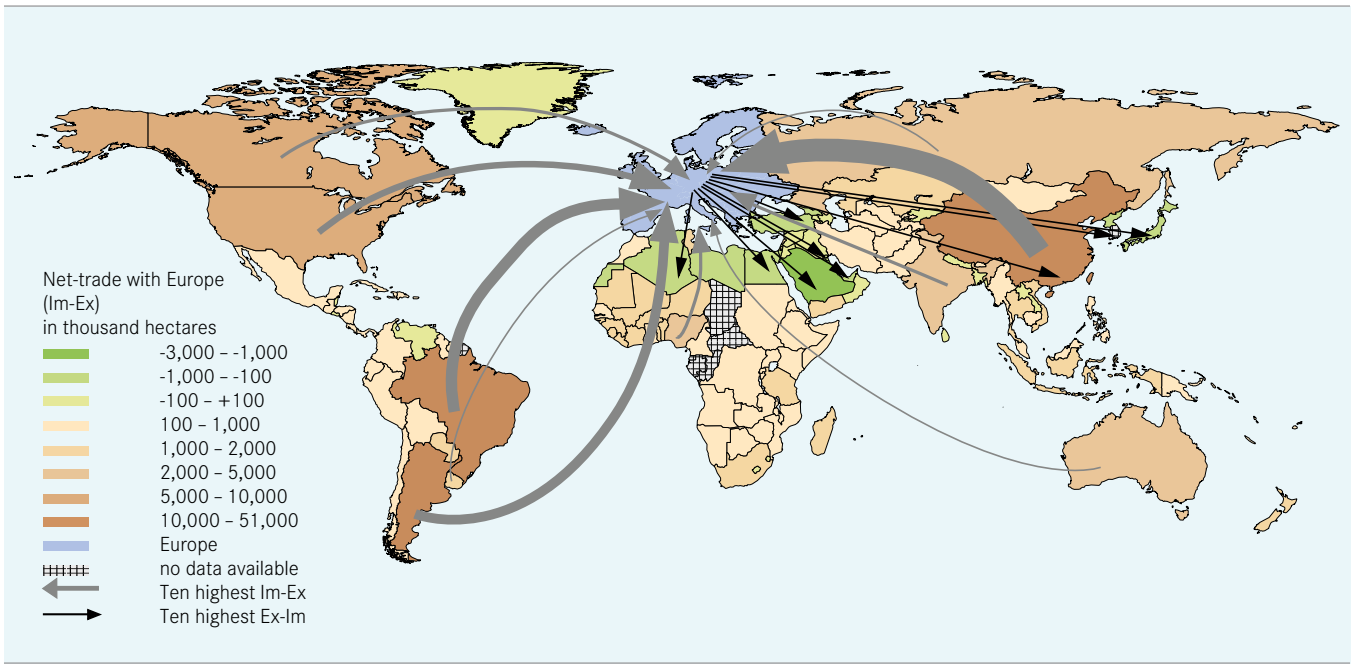 Net-trade with Europe
(Im-Ex)
in thousand hectares
-3,000 – -1,000
-1,000 – -100
-100 – +100
100 – 1,000
1,000 – 2,000
2,000 – 5,000
5,000 – 10,000
10,000 – 51,000
Europe
no data available
Ten highest Im-Ex
Ten highest Ex-Im